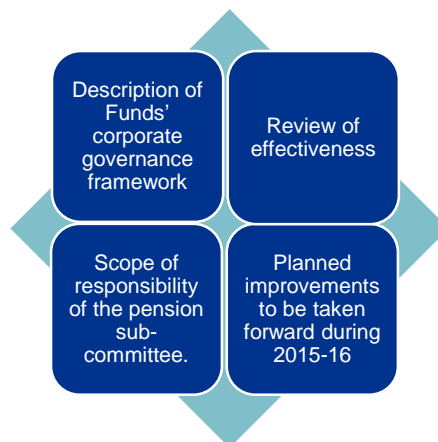 Description of
Funds'
corporate
governance
framework
Review of
effectiveness
Scope of
responsibility
of the pension
sub-
committee.
Planned
improvements
to be taken
forward during
2015-16